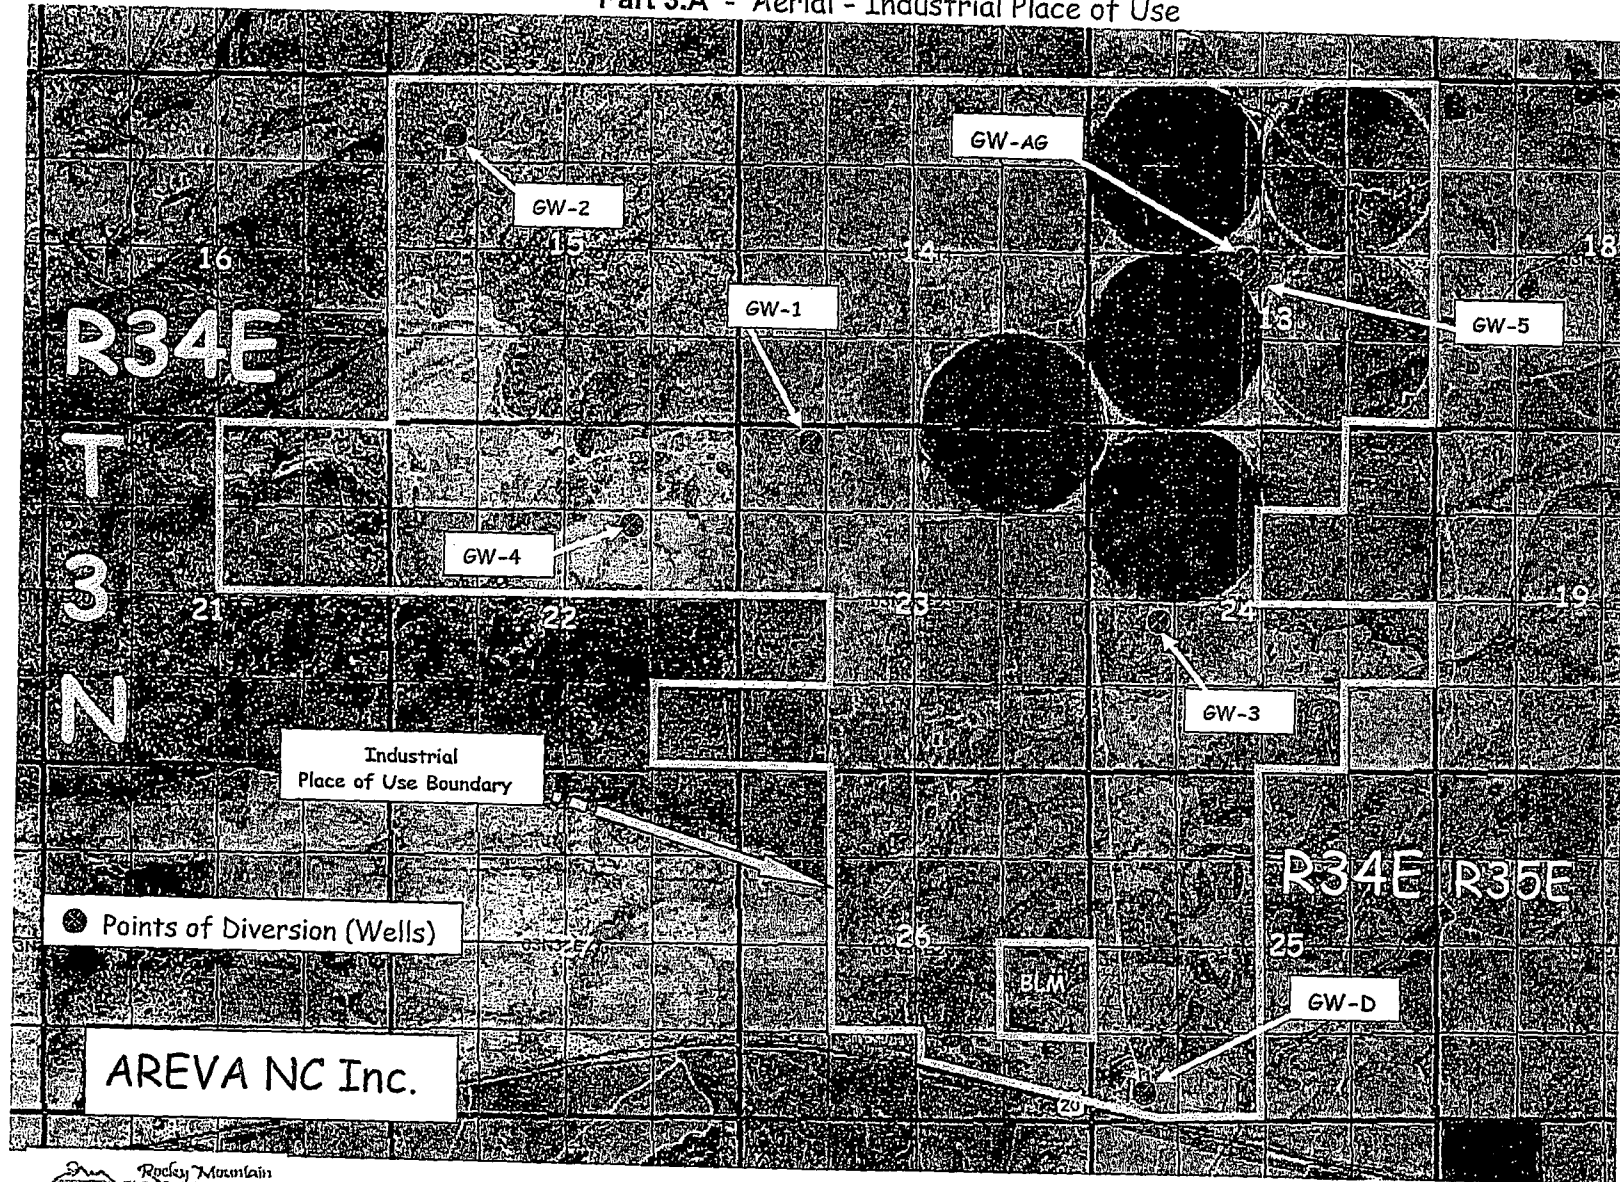 Part 3.A - Aerial - Industrial Place of Use
GW-AG
GW-2
15
14
16
18
GW-1
18
GW-5
R34E
T
3
N
GW-4
21
22
23
24
19
GW-3
Industrial
Place of Use Boundary
R34E R35E
Points of Diversion (Wells)
26
25
BLM
GW-D
AREVA NC Inc.
20
Rocky Mountain